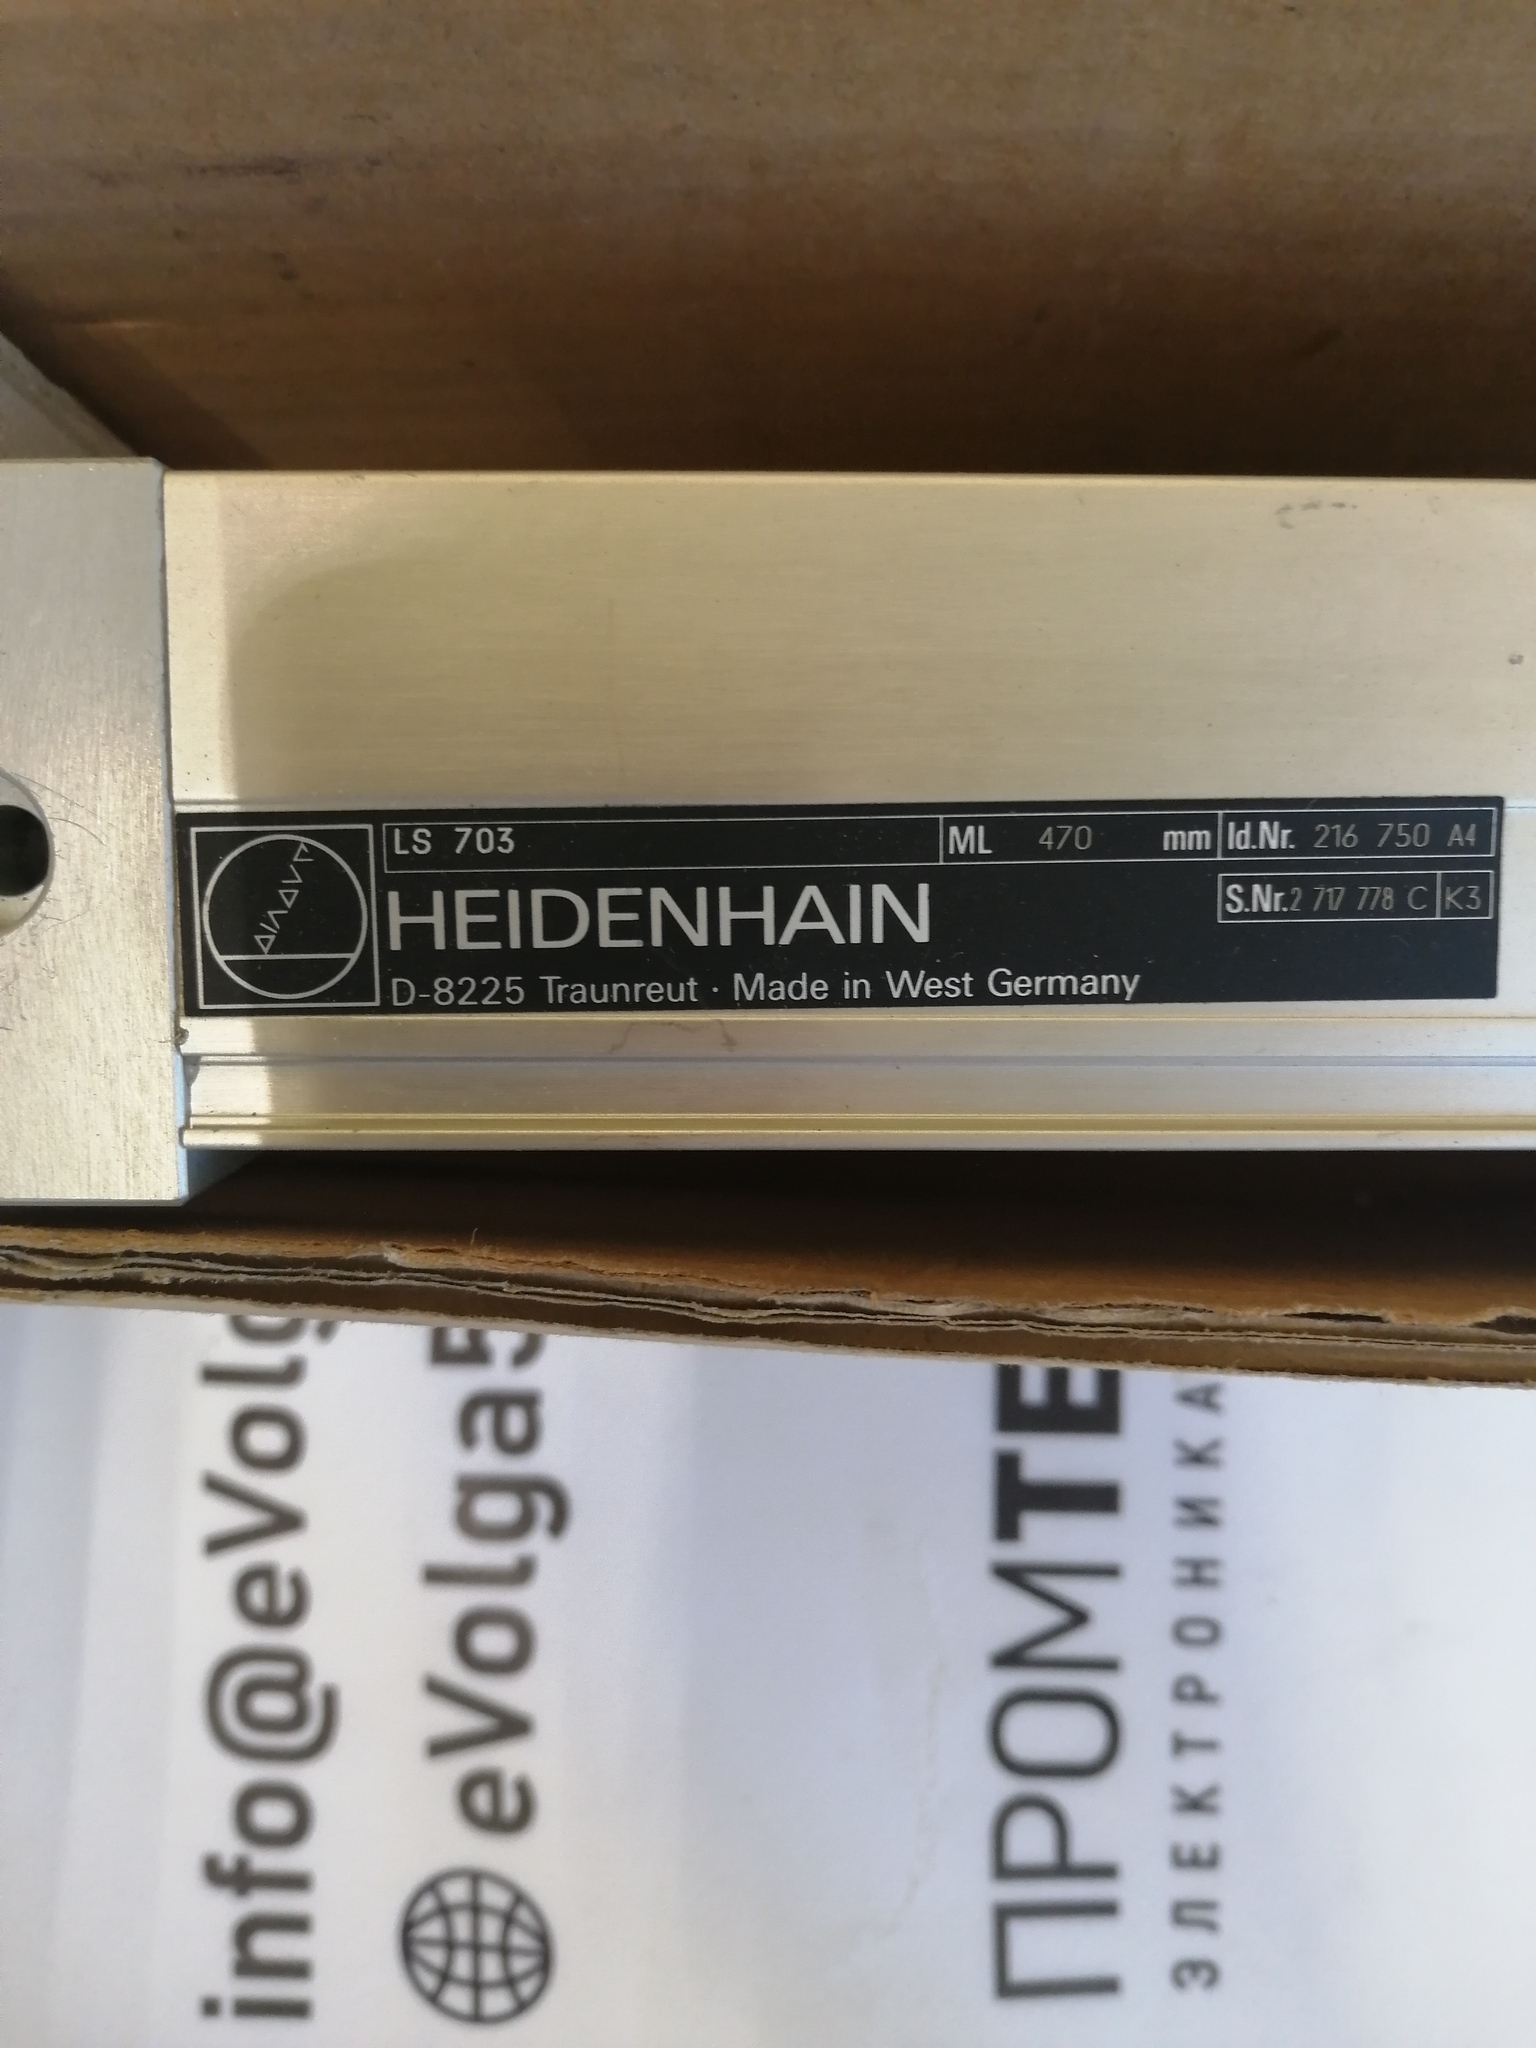 LS 703 ML 470 mm Id.Nr. 216 750 A4
HEIDENHAIN S.Nr. 2 717 778 C K3
D-8225 Traunreut · Made in West Germany
info@eVolg
eVolga
ПРОМТЕ
ЭЛЕКТРОНИКА